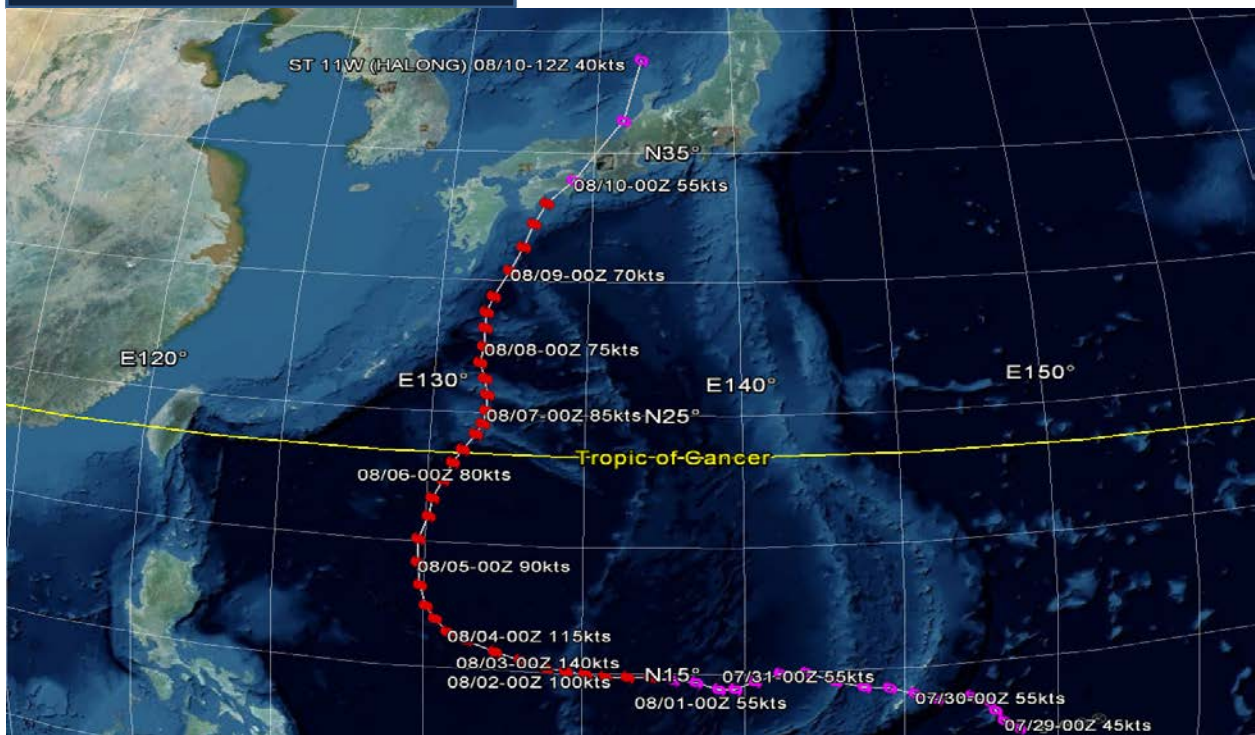 ST 11W (HALONG) 08/10-12Z 40kts
N35°
08/10-00Z 55kts
08/09-00Z 70kts
08/08-00Z 75kts
E120°
E130°
E140°
E150°
08/07-00Z 85kts
N25°
Tropic of Cancer
08/06-00Z 80kts
08/05-00Z 90kts
08/04-00Z 115kts
08/03-00Z 140kts
08/02-00Z 100kts
N15°
07/31-00Z 55kts
08/01-00Z 55kts
07/30-00Z 55kts
07/29-00Z 45kts